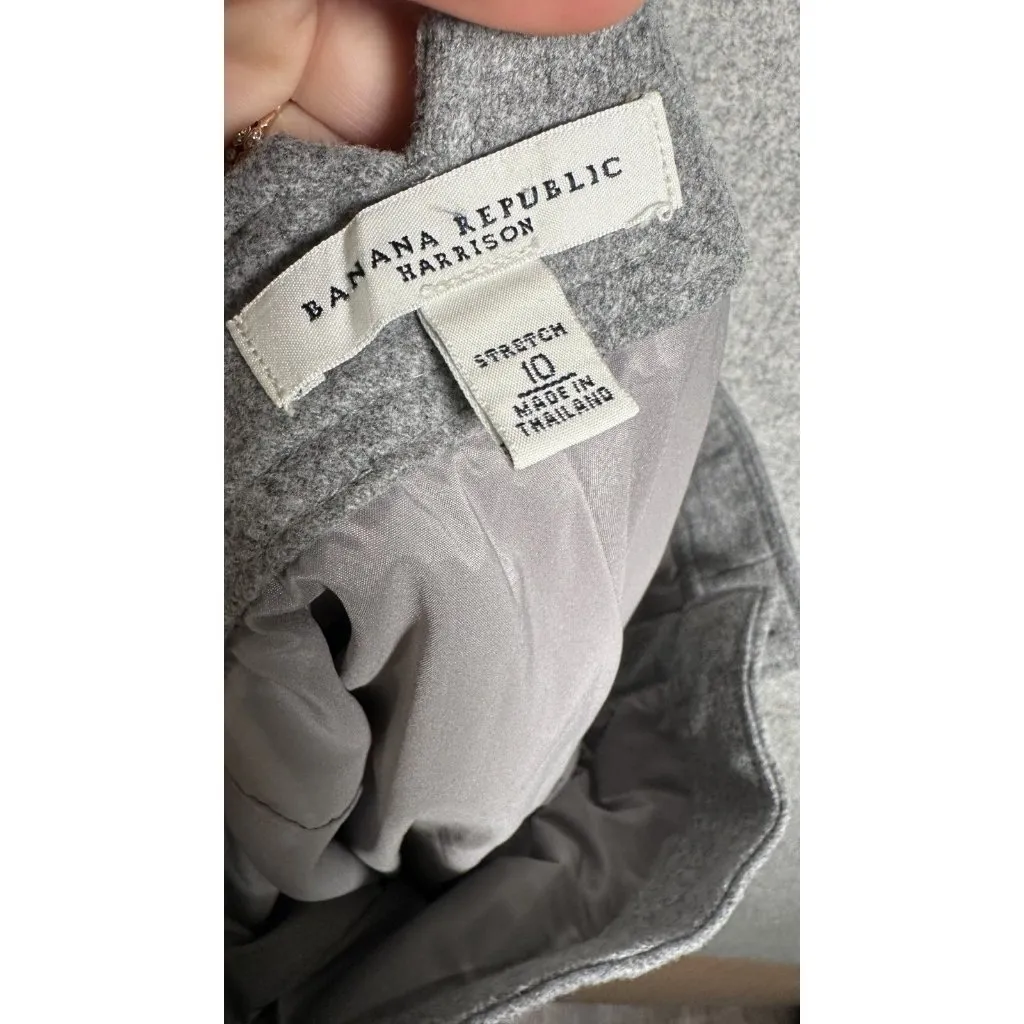 BANANA REPUBLIC
HARRISON
STRETCH
10
MADE IN
THAILAND